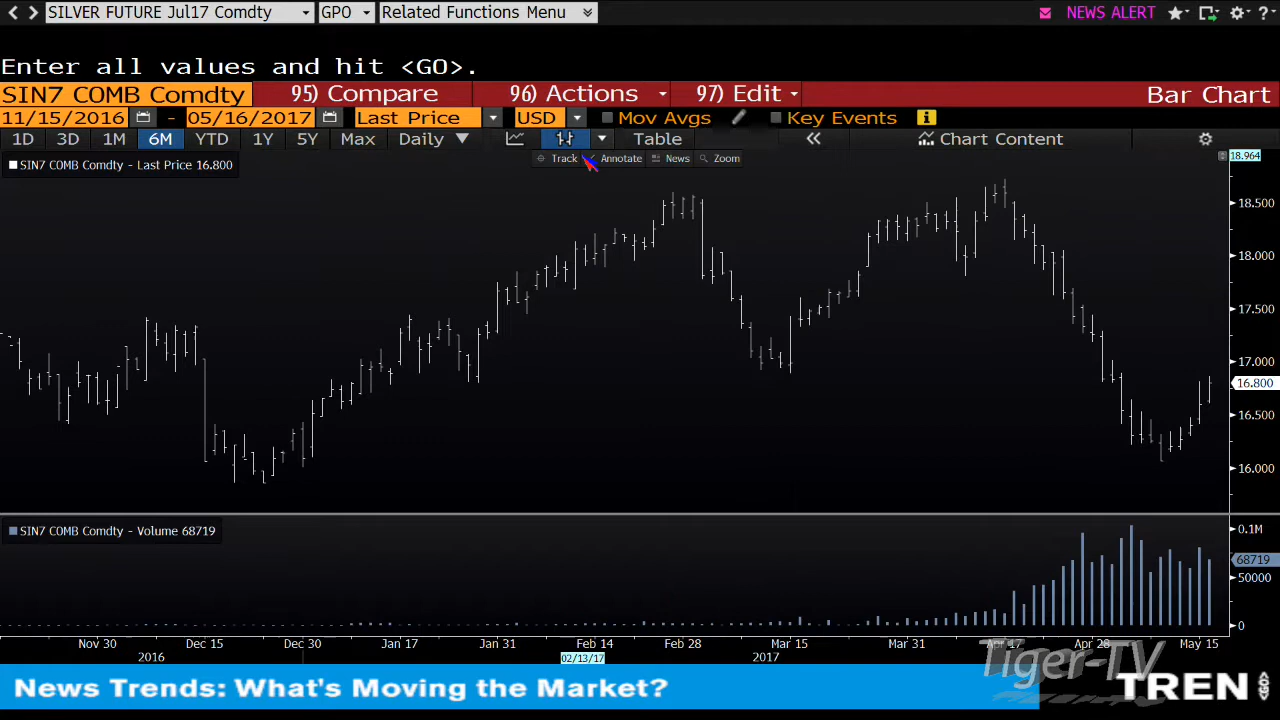 SILVER FUTURE Jul17 Comdty GPO Related Functions Menu NEWS ALERT ?
Enter all values and hit <GO>.
SIN7 COMB Comdty 95) Compare 96) Actions 97) Edit Bar Chart
11/15/2016 - 05/16/2017 Last Price USD Mov Avgs Key Events i
1D 3D 1M 6M YTD 1Y 5Y Max Daily Table Chart Content
Track Annotate News Zoom
SIN7 COMB Comdty - Last Price 16.800
18.964
18.500
18.000
17.500
17.000
16.800
16.500
16.000
SIN7 COMB Comdty - Volume 68719
0.1M
68719
50000
0
Nov 30 Dec 15 Dec 30 Jan 17 Jan 31 Feb 14 Feb 28 Mar 15 Mar 31 Apr 17 Apr 28 May 15
2016 02/13/17 2017
Tiger-TV
News Trends: What's Moving the Market? TREN
<GO>